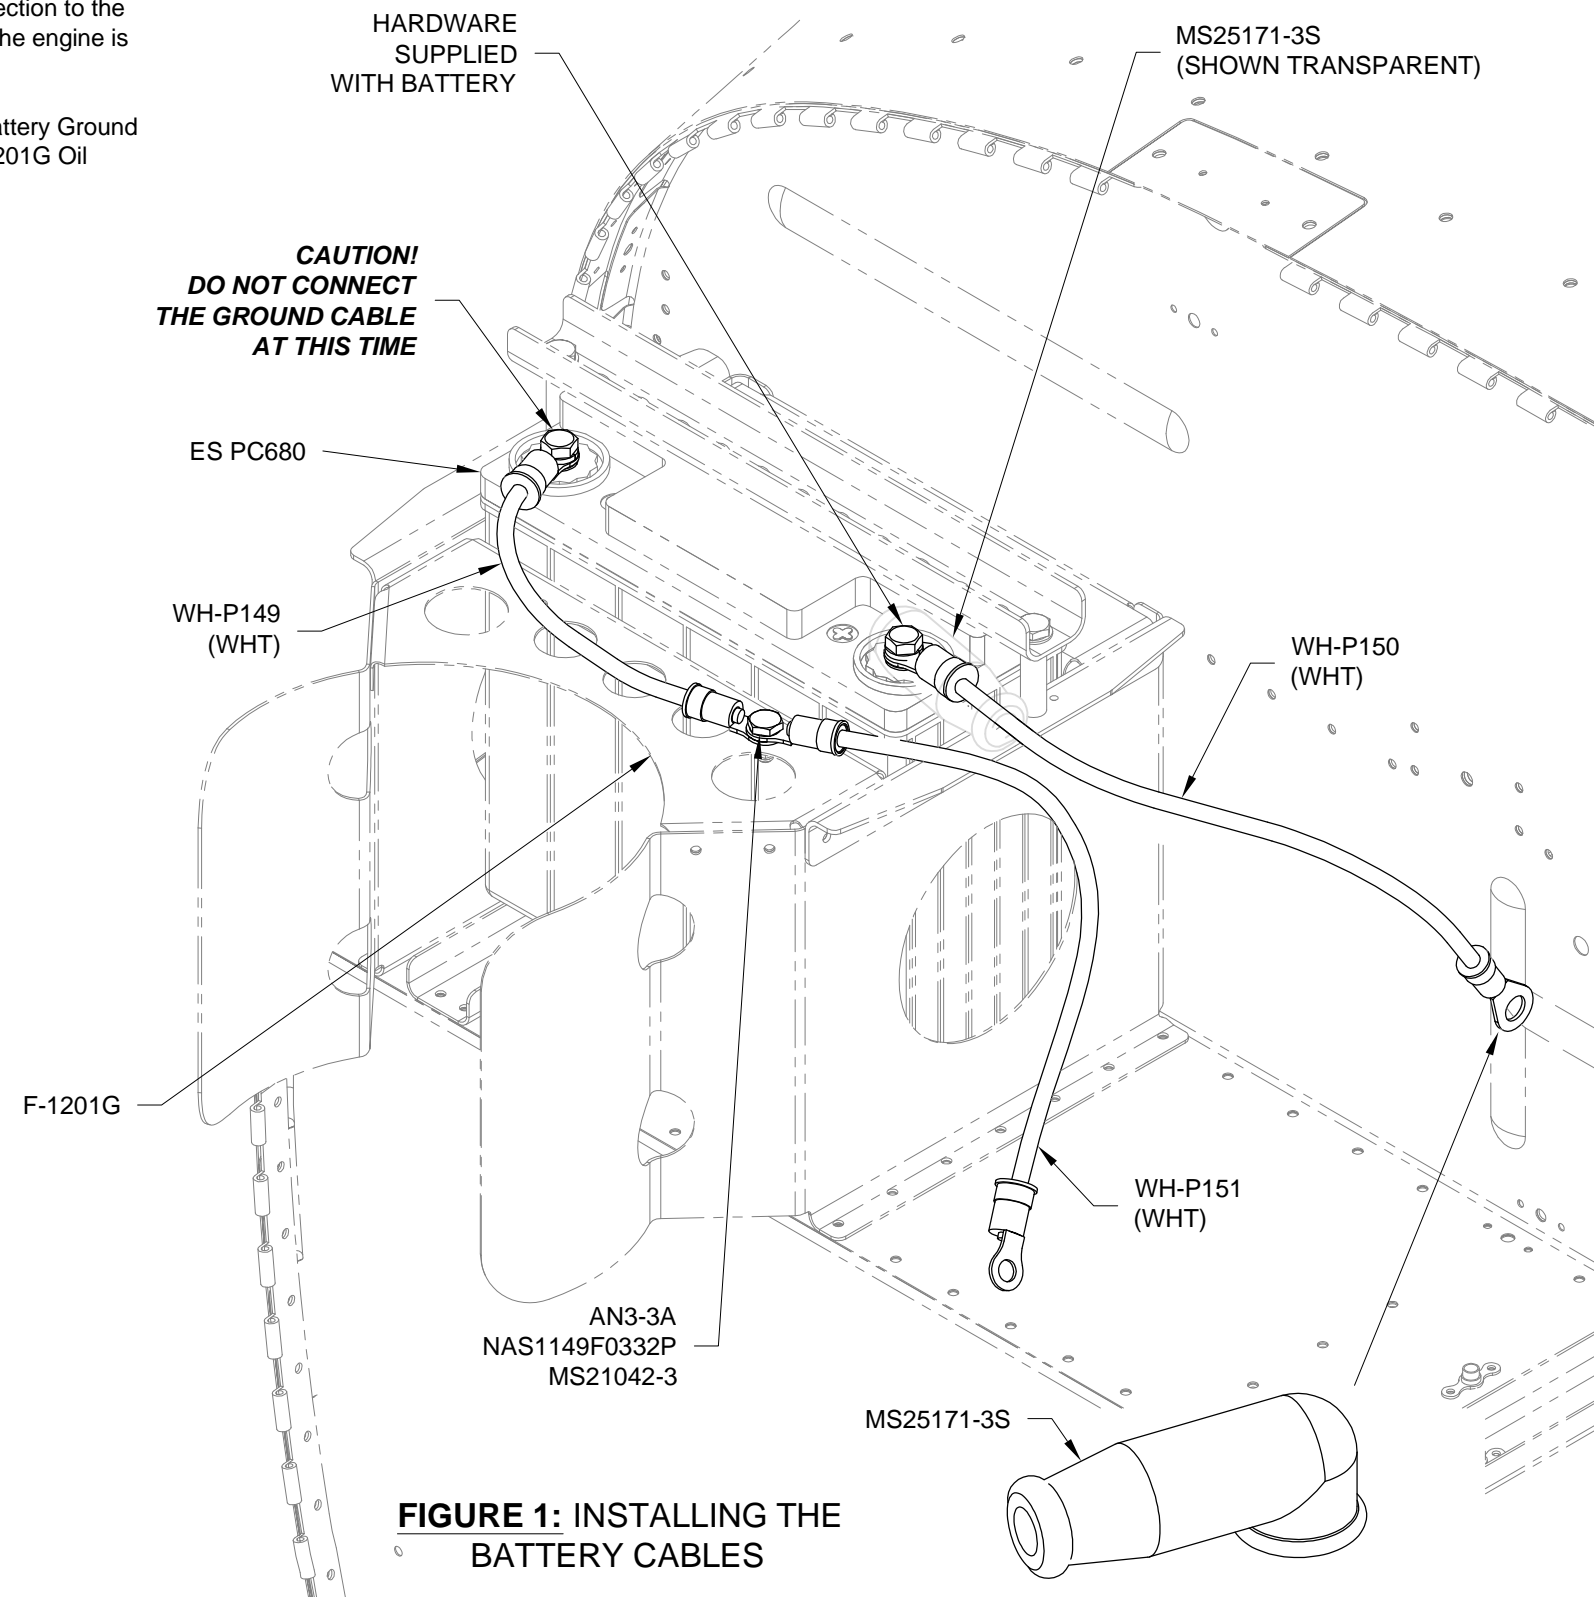 ection to the
he engine is
attery Ground
201G Oil
HARDWARE
SUPPLIED
WITH BATTERY
MS25171-3S
(SHOWN TRANSPARENT)
CAUTION!
DO NOT CONNECT
THE GROUND CABLE
AT THIS TIME
ES PC680
WH-P149
(WHT)
WH-P150
(WHT)
F-1201G
WH-P151
(WHT)
AN3-3A
NAS1149F0332P
MS21042-3
MS25171-3S
FIGURE 1: INSTALLING THE
BATTERY CABLES